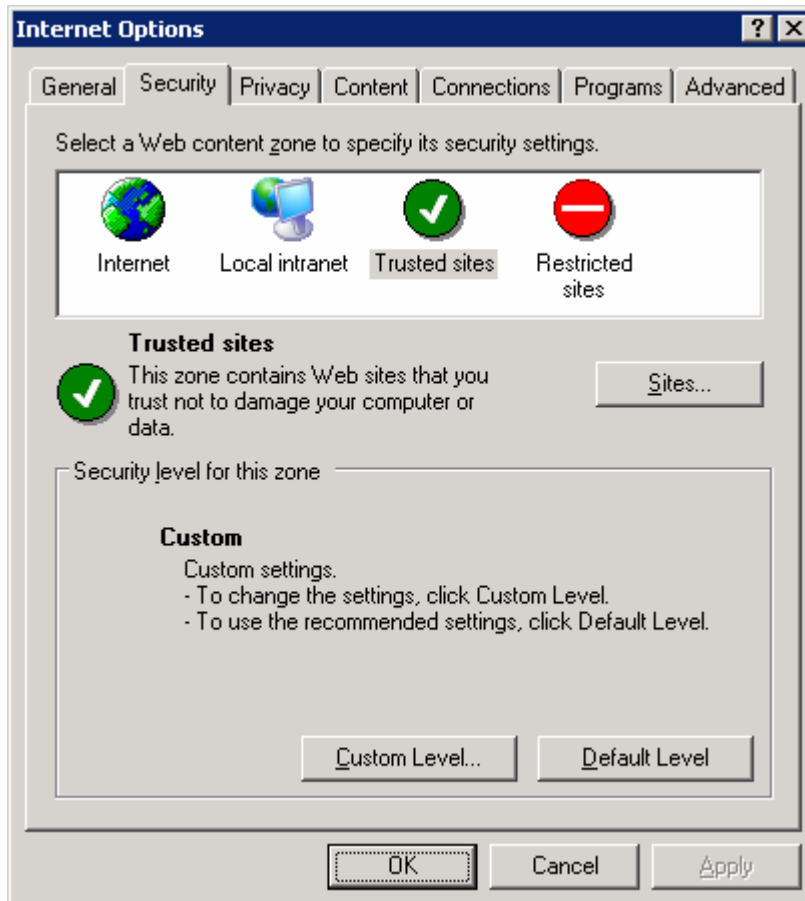 Internet Options
General Security Privacy Content Connections Programs Advanced
Select a Web content zone to specify its security settings.
Internet Local intranet Trusted sites Restricted
sites
Trusted sites
This zone contains Web sites that you
trust not to damage your computer or
data.
Sites...
Security level for this zone
Custom
Custom settings.
- To change the settings, click Custom Level.
- To use the recommended settings, click Default Level.
Custom Level... Default Level
OK Cancel Apply